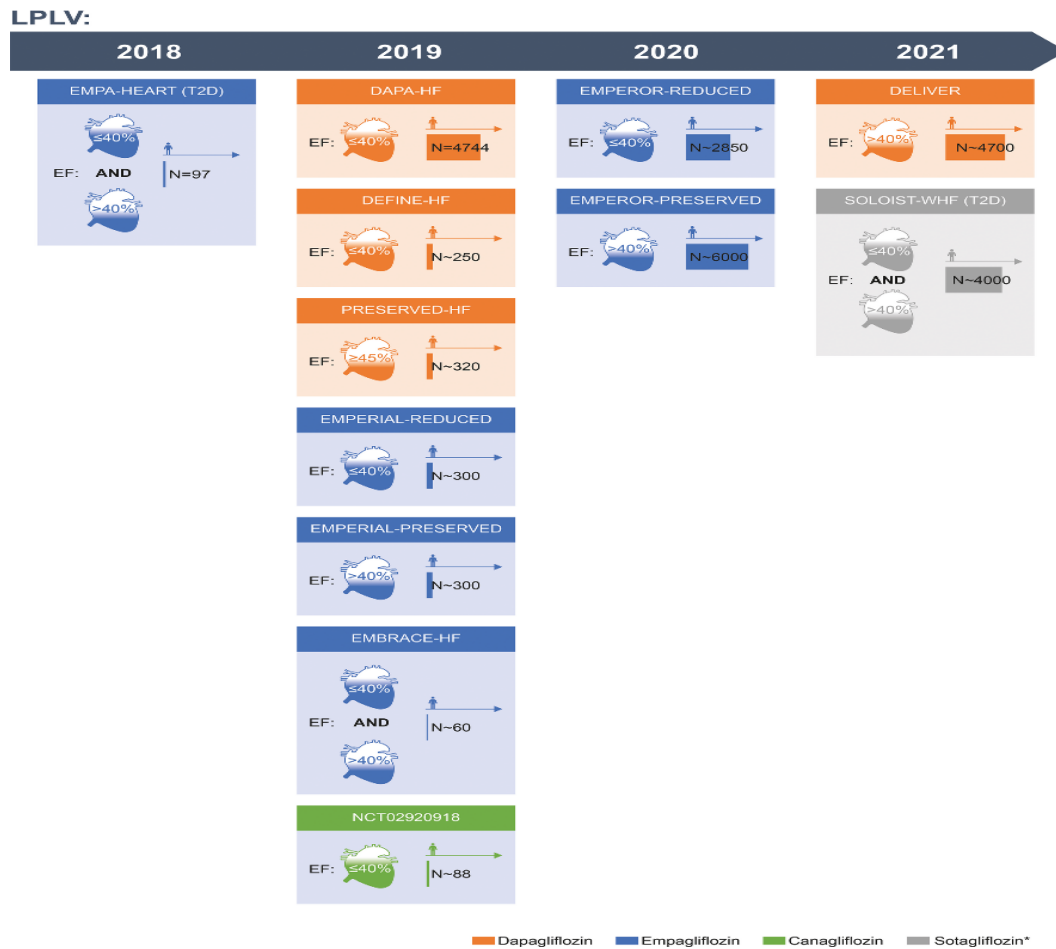 LPLV:
2018 2019 2020 2021
EMPA-HEART (T2D)
≤40%
EF: AND N=97
>40%
DAPA-HF
EF: ≤40% N=4744
DEFINE-HF
EF: ≤40% N~250
PRESERVED-HF
EF: ≥45% N~320
EMPERIAL-REDUCED
EF: ≤40% N~300
EMPERIAL-PRESERVED
EF: >40% N~300
EMBRACE-HF
≤40%
EF: AND N~60
>40%
NCT02920918
EF: ≤40% N~88
EMPEROR-REDUCED
EF: ≤40% N~2850
EMPEROR-PRESERVED
EF: >40% N~6000
DELIVER
EF: >40% N~4700
SOLOIST-WHF (T2D)
≤40%
EF: AND N~4000
>40%
Dapagliflozin Empagliflozin Canagliflozin Sotagliflozin*